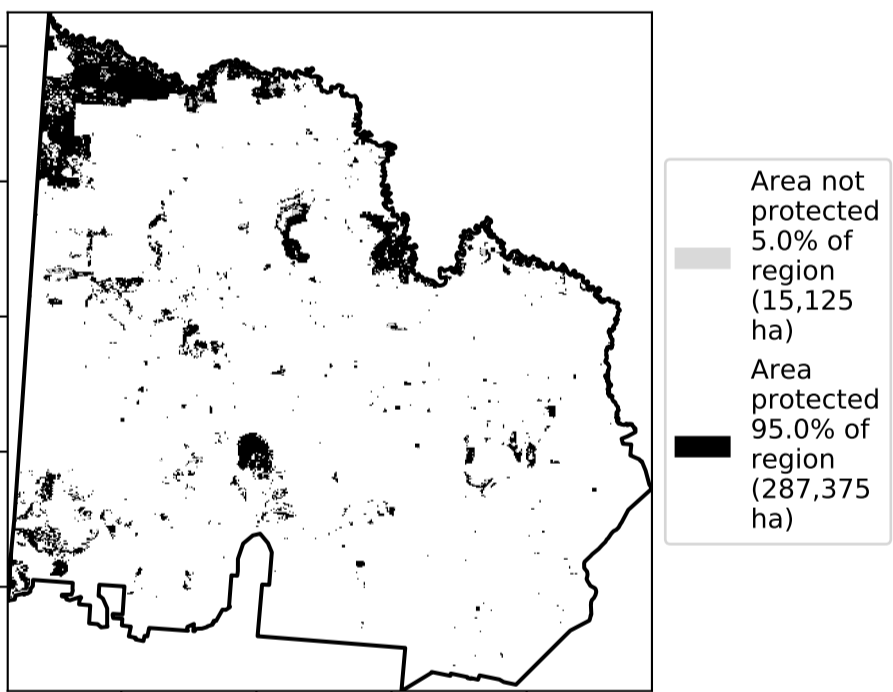 Area not
protected
5.0% of
region
(15,125
ha)
Area
protected
95.0% of
region
(287,375
ha)